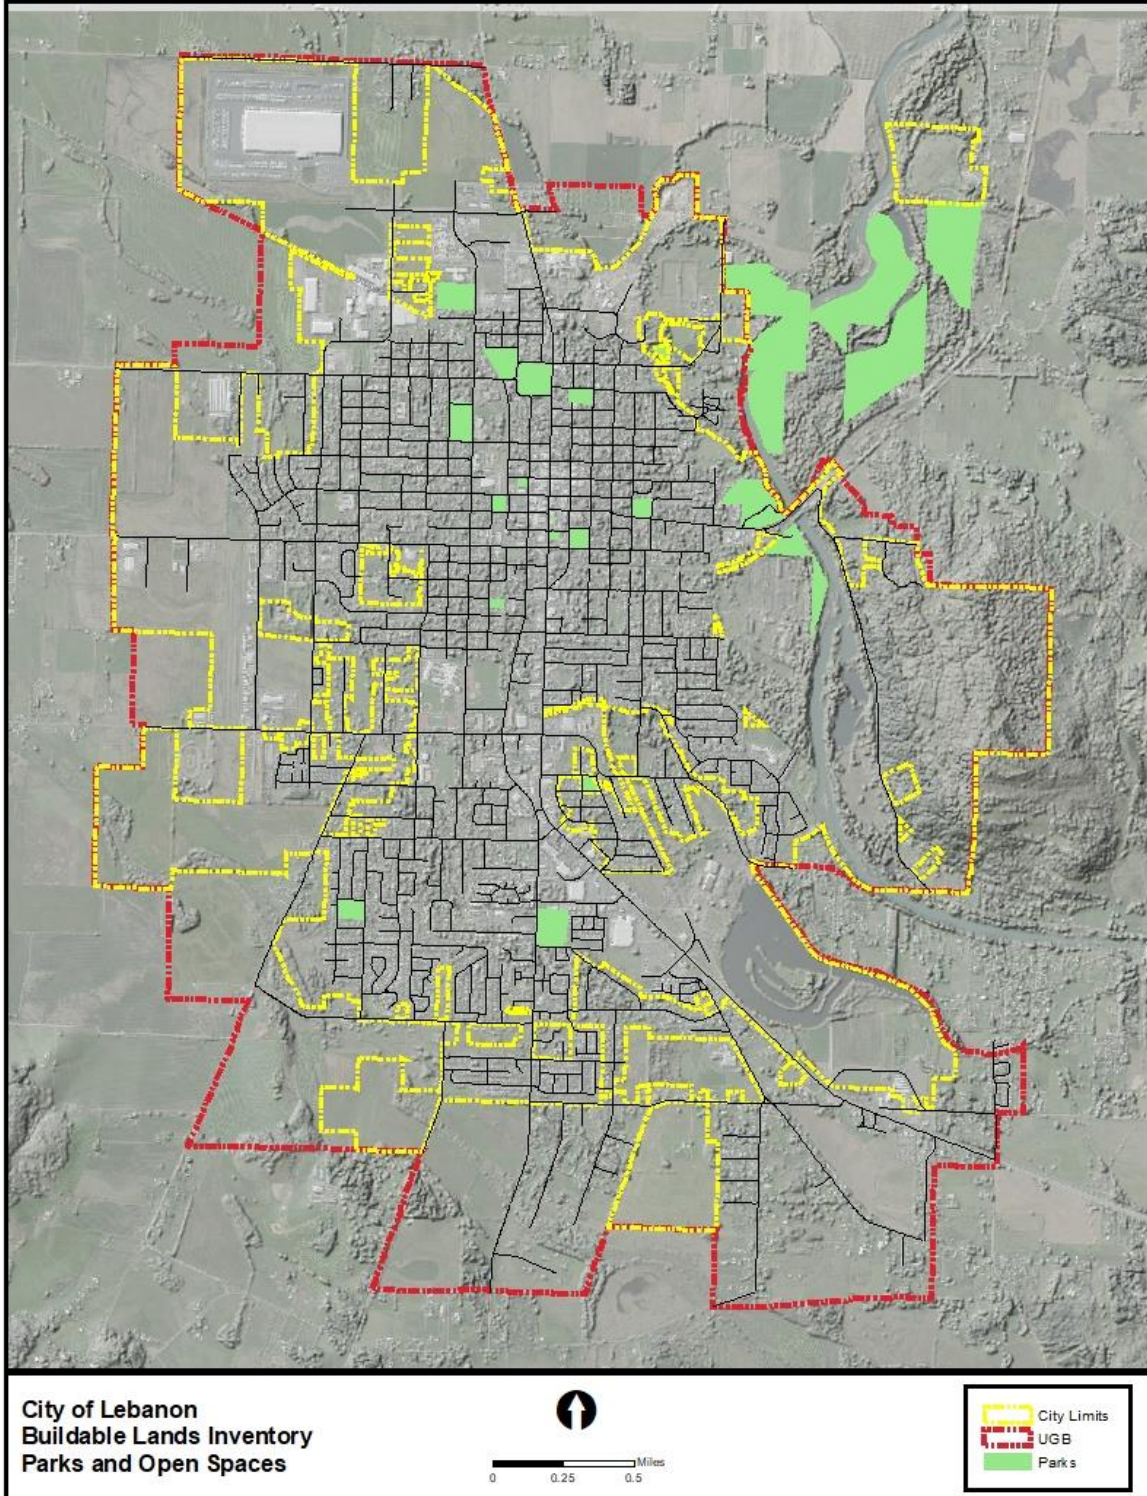 City of Lebanon
Buildable Lands Inventory
Parks and Open Spaces
Miles
0 0.25 0.5
City Limits
UGB
Parks